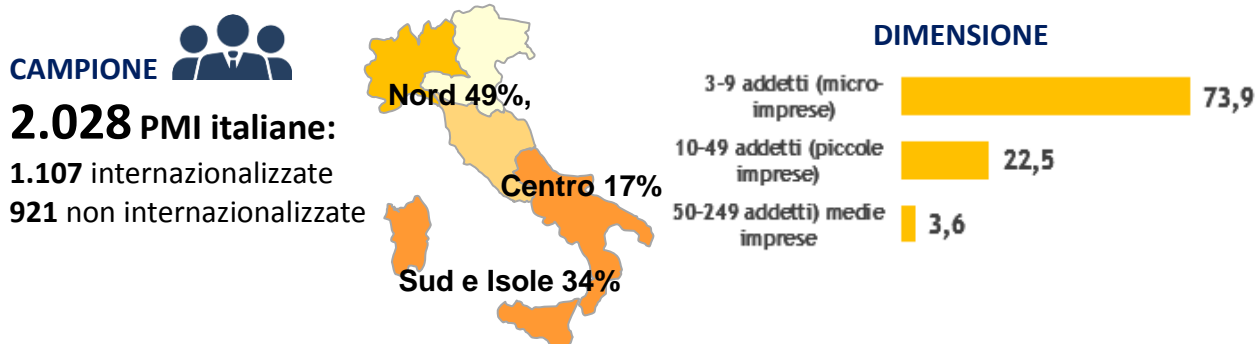 CAMPIONE
2.028 PMI italiane:
1.107 internazionalizzate
921 non internazionalizzate
Nord 49%,
Centro 17%
Sud e Isole 34%
DIMENSIONE
3-9 addetti (micro-
imprese)
73,9
10-49 addetti (piccole
imprese)
22,5
50-249 addetti) medie
imprese
3,6